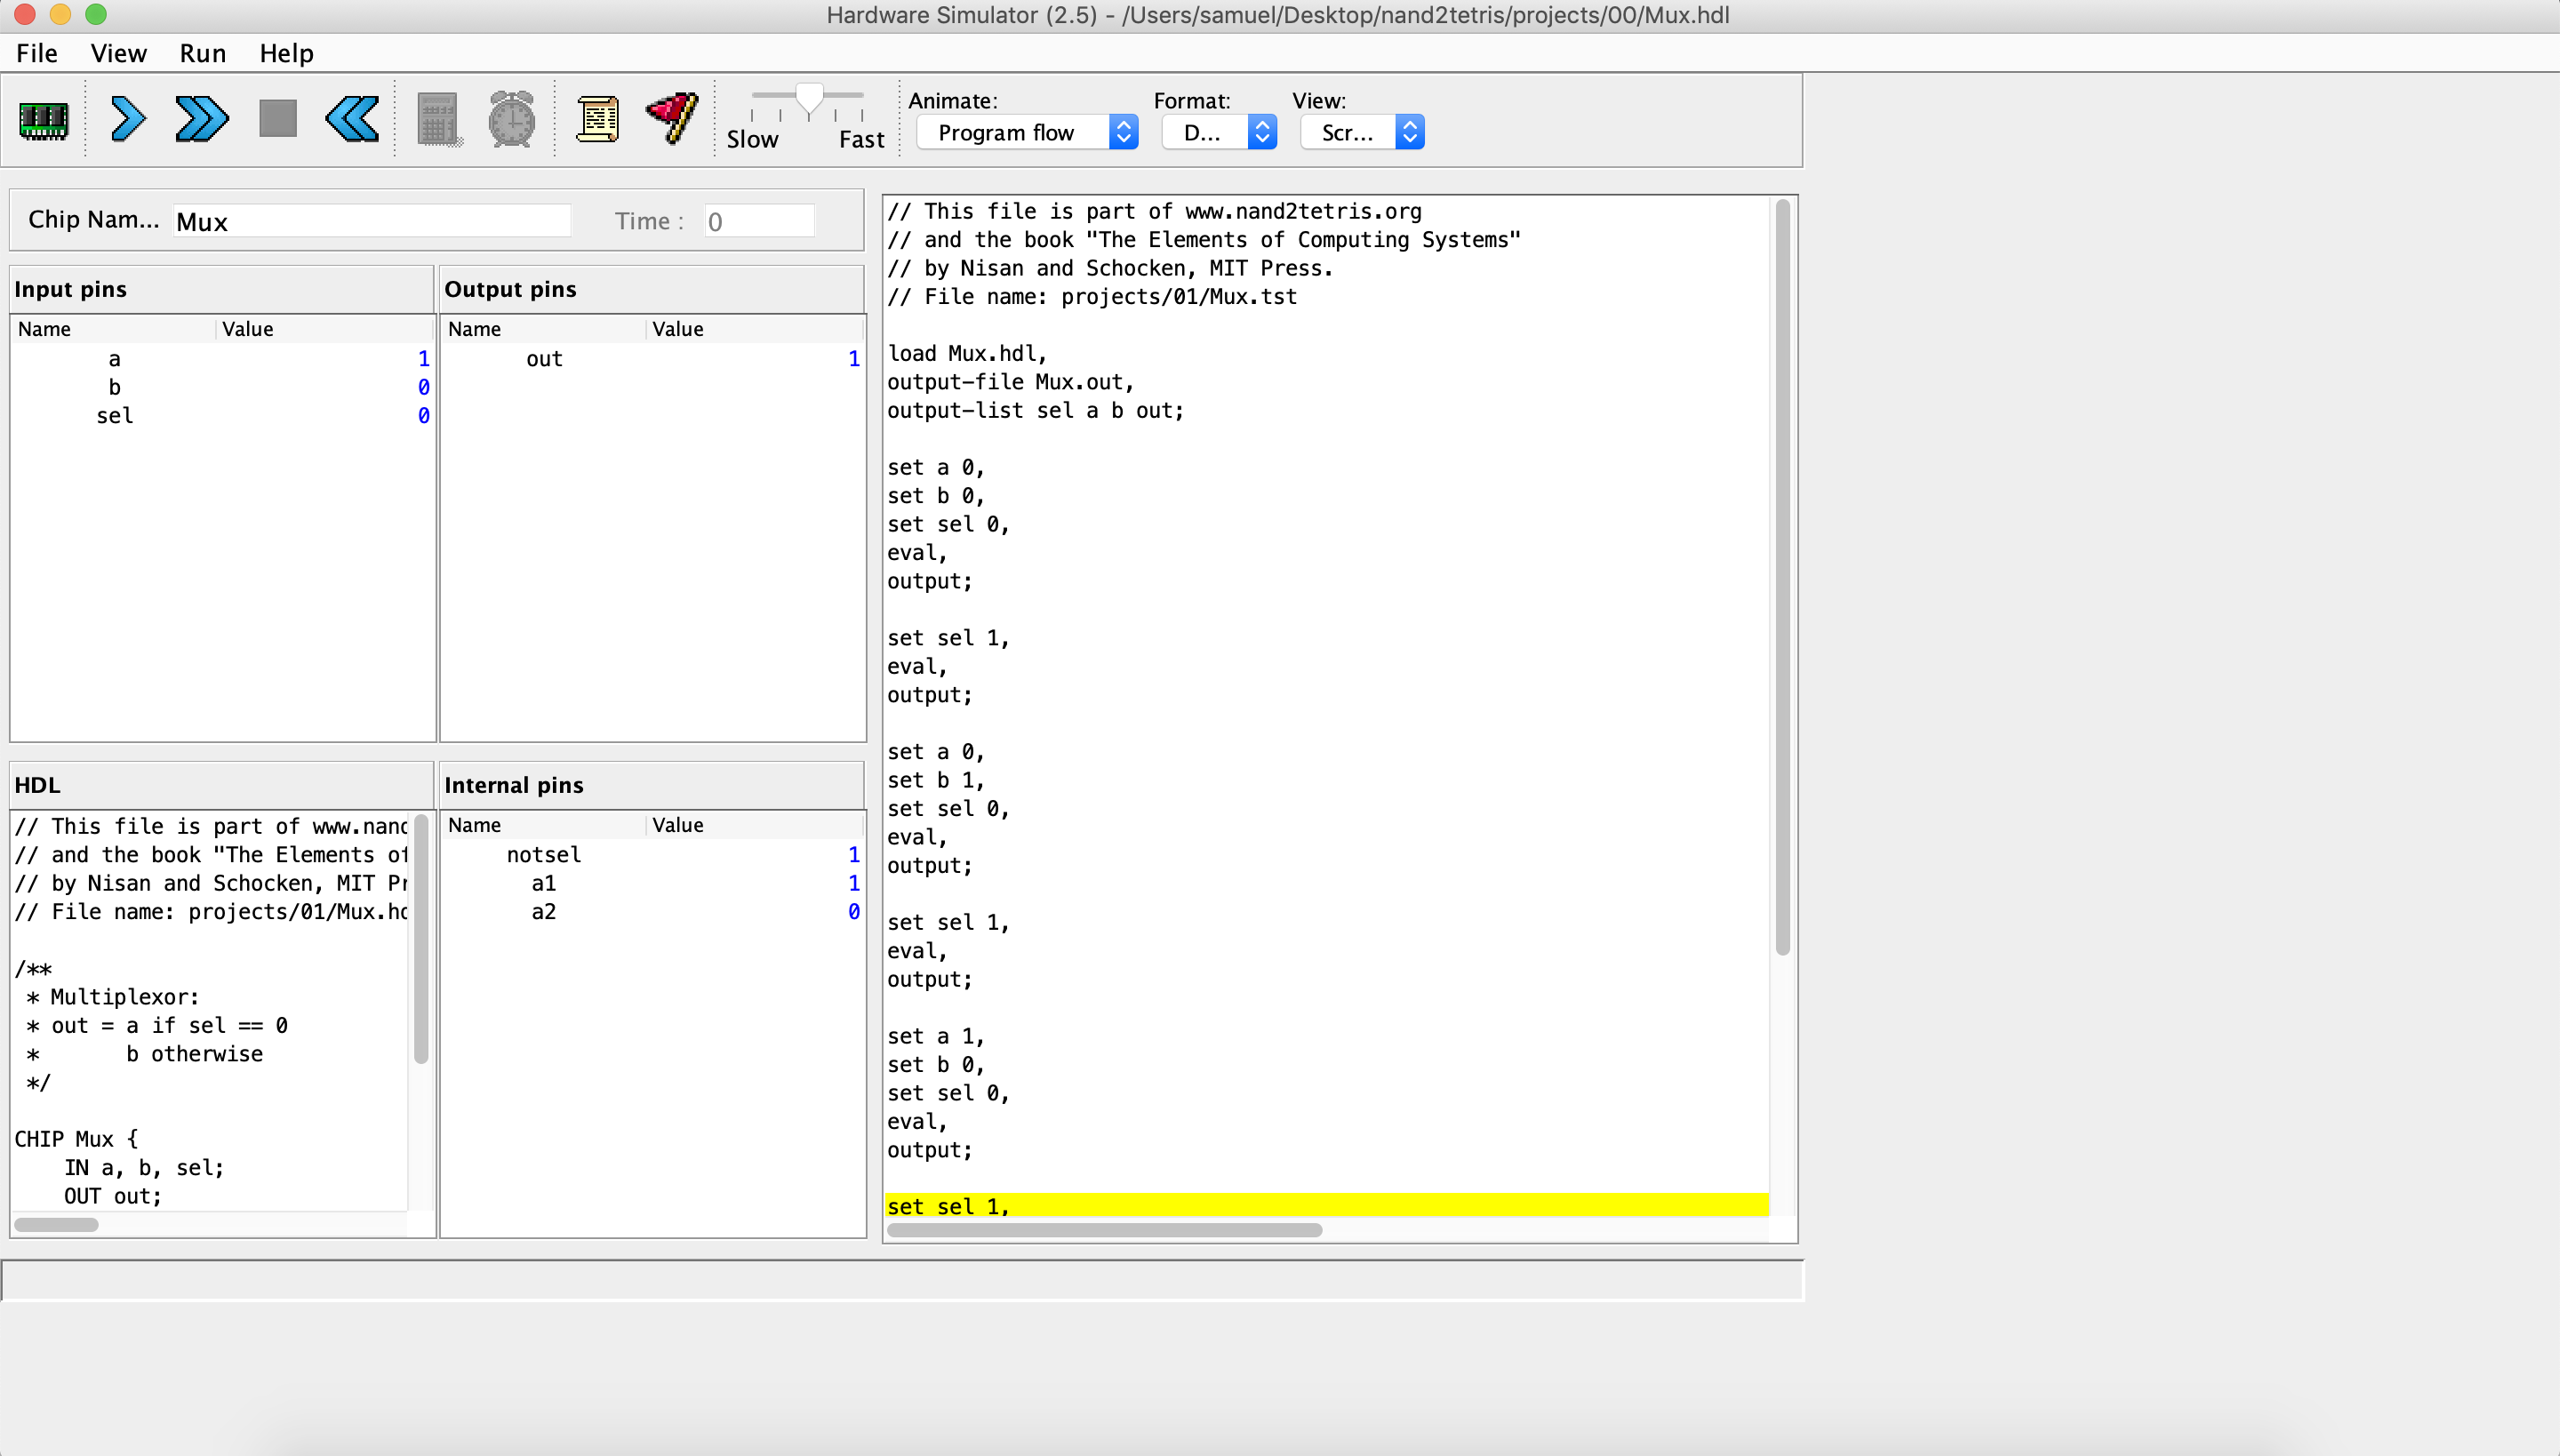 Hardware Simulator (2.5) - /Users/samuel/Desktop/nand2tetris/projects/00/Mux.hdl
File View Run Help
Slow Fast
Animate: Format: View:
Program flow D... Scr...
Chip Nam... Mux Time : 0
Input pins
Name Value
a 1
b 0
sel 0
Output pins
Name Value
out 1
HDL
// This file is part of www.nand
// and the book "The Elements of
// by Nisan and Schocken, MIT Pr
// File name: projects/01/Mux.hd
/**
* Multiplexor:
* out = a if sel == 0
* b otherwise
*/
CHIP Mux {
IN a, b, sel;
OUT out;
Internal pins
Name Value
notsel 1
a1 1
a2 0
// This file is part of www.nand2tetris.org
// and the book "The Elements of Computing Systems"
// by Nisan and Schocken, MIT Press.
// File name: projects/01/Mux.tst
load Mux.hdl,
output-file Mux.out,
output-list sel a b out;
set a 0,
set b 0,
set sel 0,
eval,
output;
set sel 1,
eval,
output;
set a 0,
set b 1,
set sel 0,
eval,
output;
set sel 1,
eval,
output;
set a 1,
set b 0,
set sel 0,
eval,
output;
set sel 1,